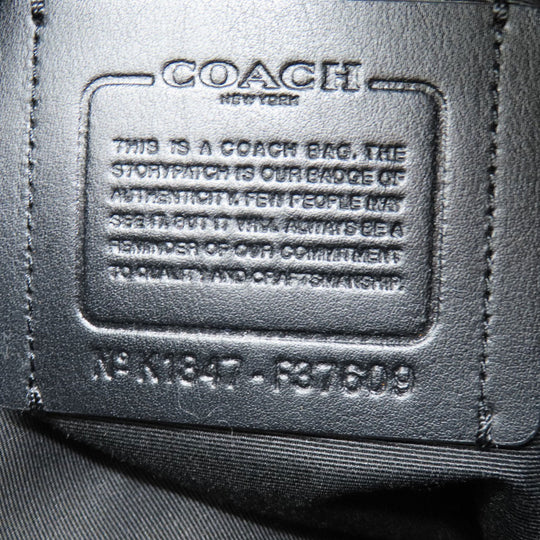 COACH
NEW YORK
THIS IS A COACH BAG. THE
STORYPATCH IS OUR BADGE OF
AUTHENTICITY. FEW PEOPLE MAY
SEE IT. BUT IT WILL ALWAYS BE A
REMINDER OF OUR COMMITMENT
TO QUALITY AND CRAFTSMANSHIP.
Nº K1847-F37609